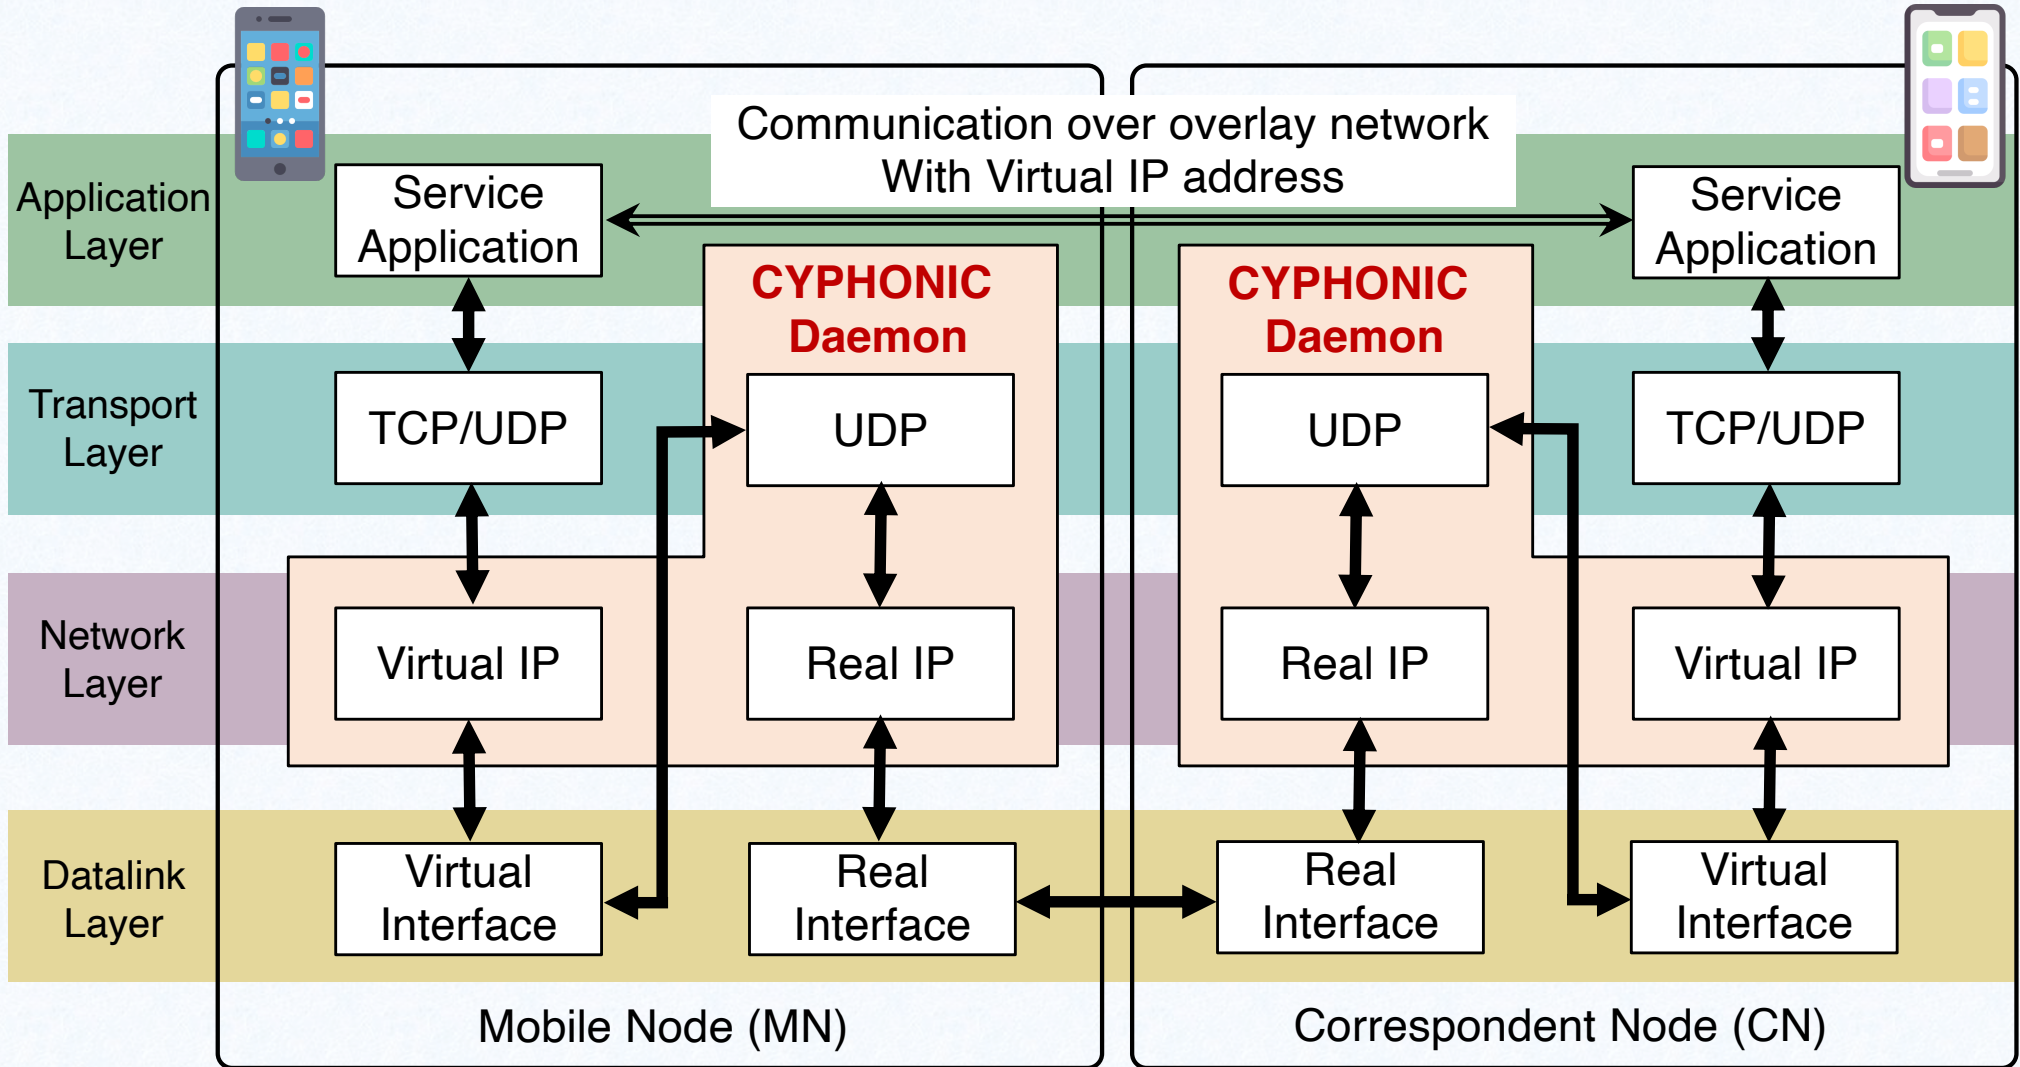 Communication over overlay network
With Virtual IP address
Application
Layer
Service
Application
Service
Application
CYPHONIC
Daemon
CYPHONIC
Daemon
Transport
Layer
TCP/UDP
UDP
UDP
TCP/UDP
Network
Layer
Virtual IP
Real IP
Real IP
Virtual IP
Datalink
Layer
Virtual
Interface
Real
Interface
Real
Interface
Virtual
Interface
Mobile Node (MN)
Correspondent Node (CN)